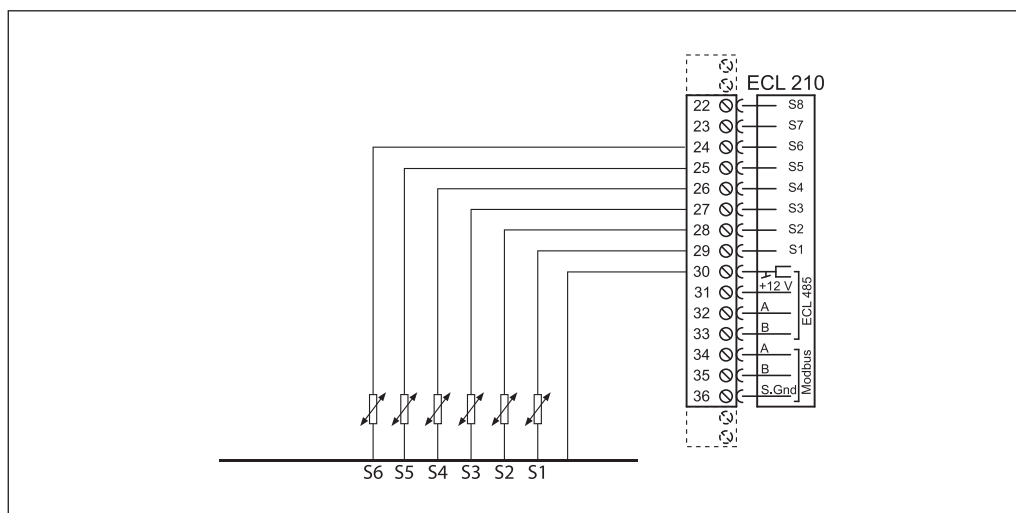 ECL 210
22 S8
23 S7
24 S6
25 S5
26 S4
27 S3
28 S2
29 S1
30
31 +12 V
32 A
33 B
ECL 485
34 A
35 B
36 S.Gnd
Modbus
S6 S5 S4 S3 S2 S1